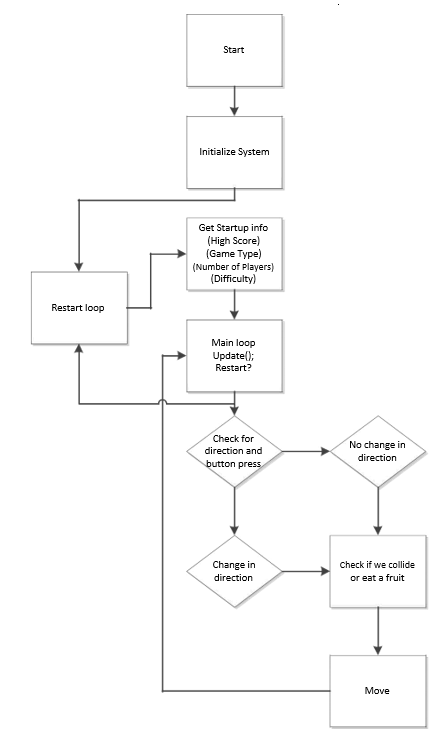 Start
Initialize System
Get Startup info
(High Score)
(Game Type)
(Number of Players)
(Difficulty)
Restart loop
Main loop
Update();
Restart?
Check for
direction and
button press
No change in
direction
Change in
direction
Check if we collide
or eat a fruit
Move